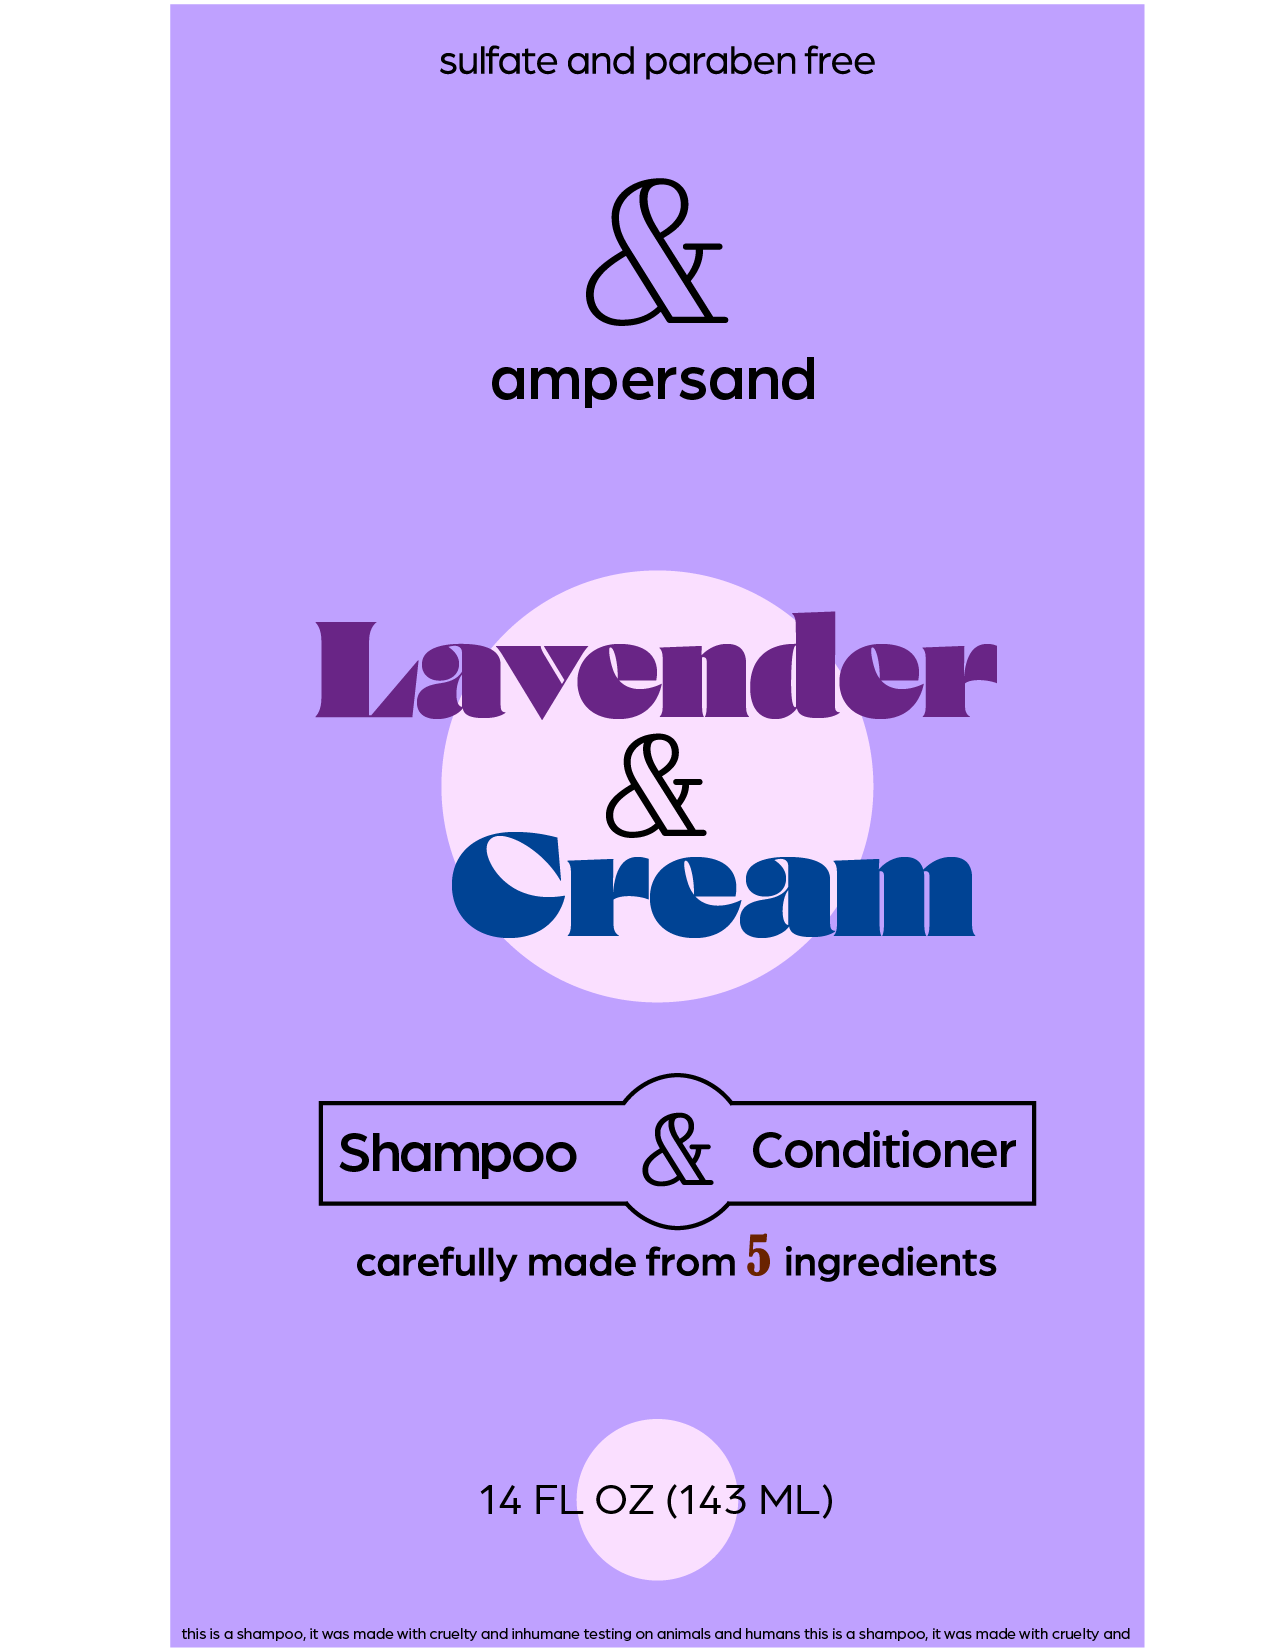 sulfate and paraben free
&
ampersand
Lavender
&
Cream
Shampoo & Conditioner
carefully made from 5 ingredients
14 FL OZ (143 ML)
this is a shampoo, it was made with cruelty and inhumane testing on animals and humans this is a shampoo, it was made with cruelty and